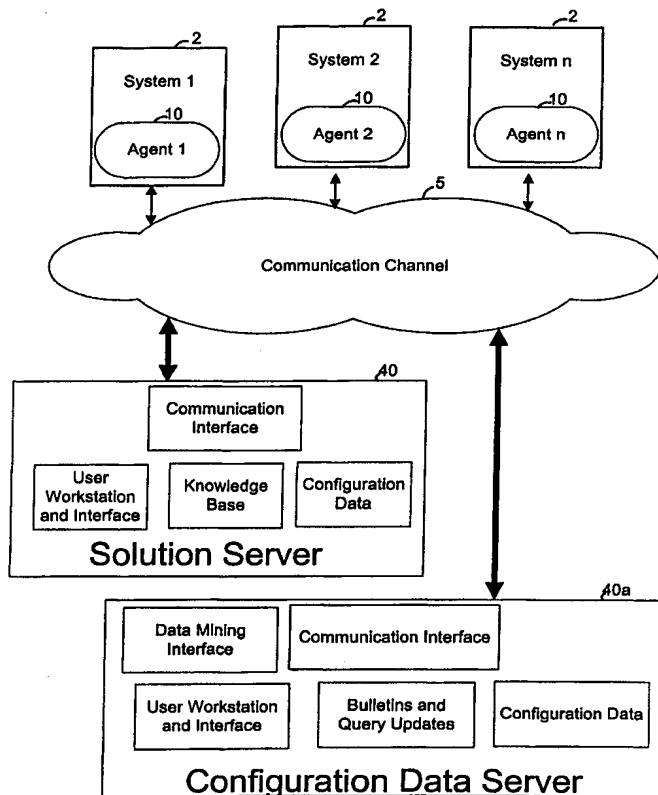 2
2
2
System 1
System 2
System n
10
10
10
Agent 1
Agent 2
Agent n
5
Communication Channel
40
Communication
Interface
User
Workstation
and Interface
Knowledge
Base
Configuration
Data
Solution Server
40a
Data Mining
Interface
Communication Interface
User Workstation
and Interface
Bulletins and
Query Updates
Configuration Data
Configuration Data Server